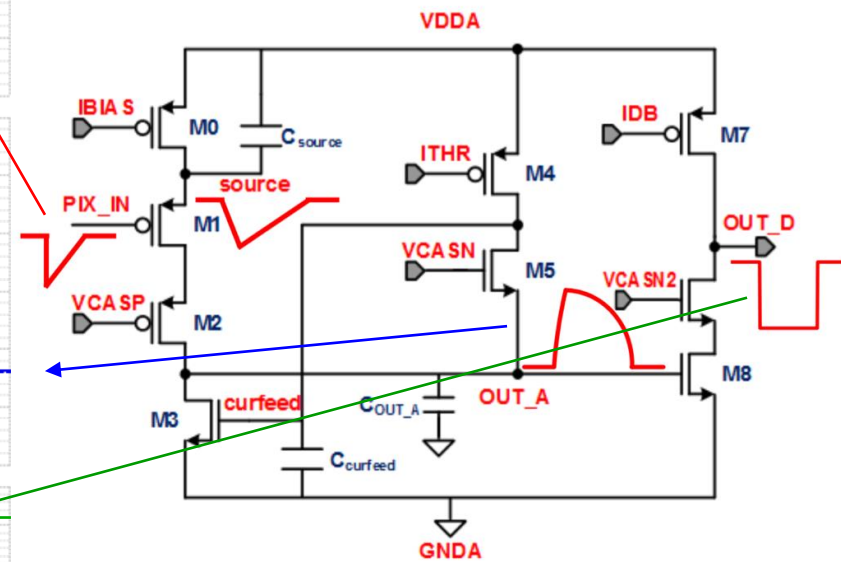 VDDA
IBIAS
M0
Csource
IDB
M7
ITHR
M4
source
PIX_IN
M1
OUT_D
VCASN
M5
VCASN2
VCASP
M2
M8
OUT_A
curfeed
COUT_A
M3
Ccurfeed
GNDA